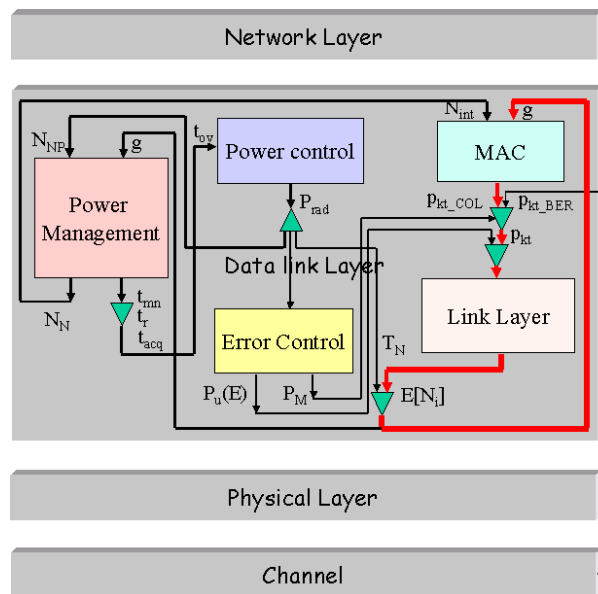 Network Layer
N_int g
t_ov
N_NP g
Power control
MAC
P_rad
p_kt_COL p_kt_BER
Power
Management
p_kt
Data link Layer
t_mn
N_N
t_r
t_acq
Link Layer
Error Control
T_N
P_u(E) P_M E[N_i]
Physical Layer
Channel